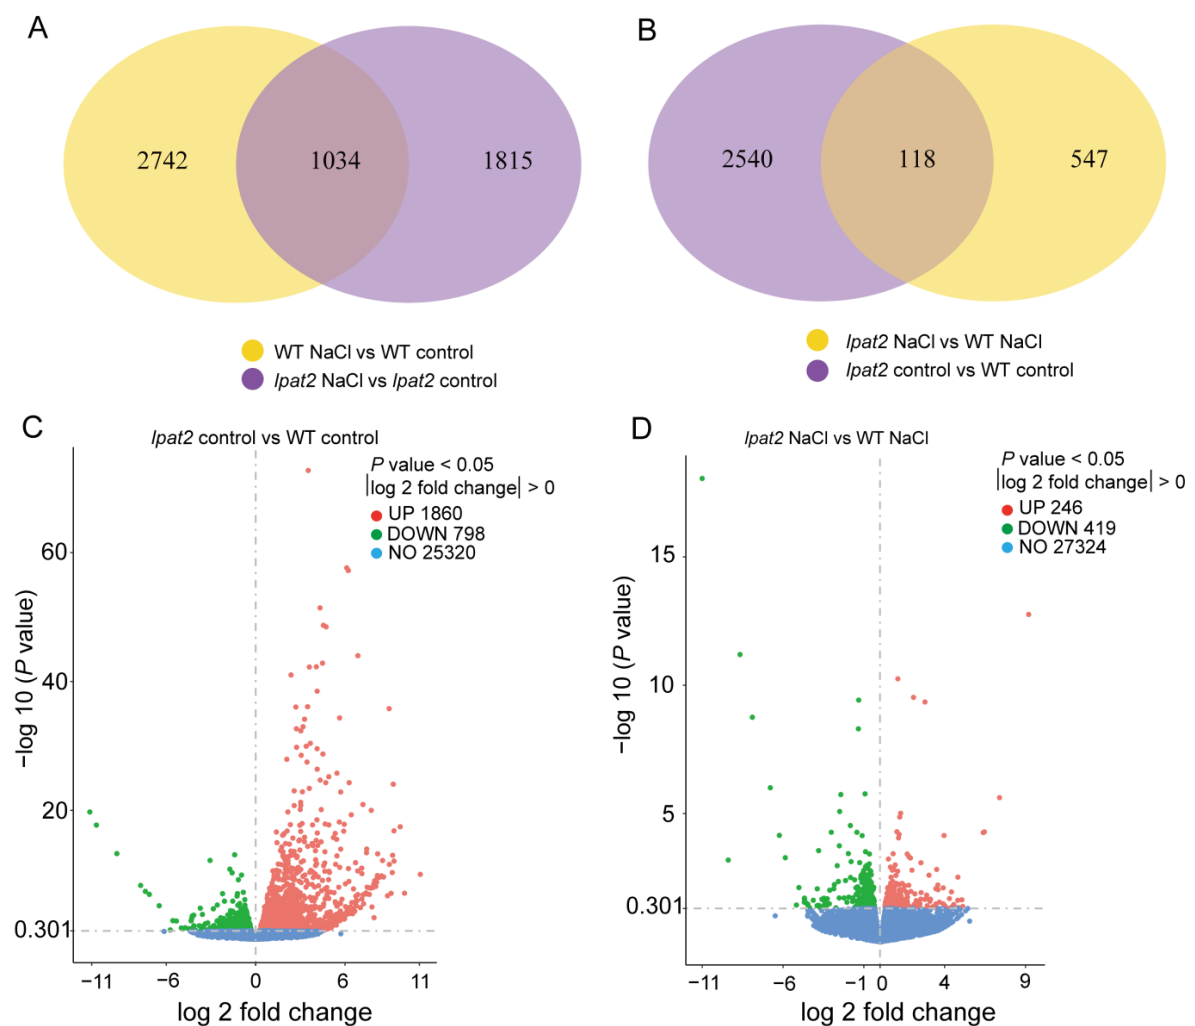 A
2742
1034
1815
WT NaCl vs WT control
lpat2 NaCl vs lpat2 control
B
2540
118
547
lpat2 NaCl vs WT NaCl
lpat2 control vs WT control
C
lpat2 control vs WT control
P value < 0.05
|log 2 fold change| > 0
UP 1860
DOWN 798
NO 25320
−log 10 (P value)
60
40
20
0.301
−11
−6
0
6
11
log 2 fold change
D
lpat2 NaCl vs WT NaCl
P value < 0.05
|log 2 fold change| > 0
UP 246
DOWN 419
NO 27324
−log 10 (P value)
15
10
5
0.301
−11
−6
−1
0
4
9
log 2 fold change